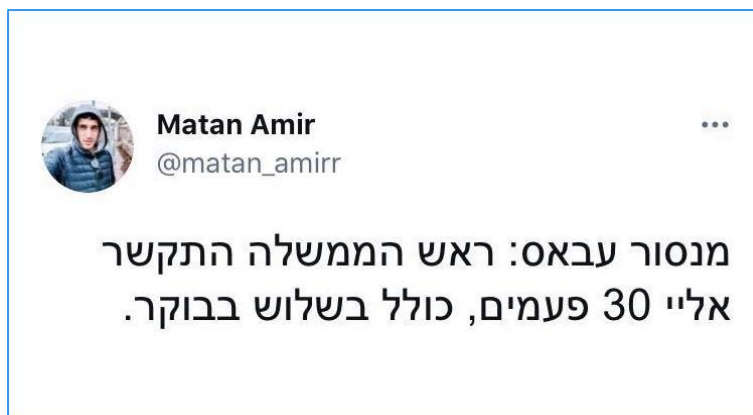 Matan Amir
@matan_amirr
מנסור עבאס: ראש הממשלה התקשר
אליי 30 פעמים, כולל בשלוש בבוקר.